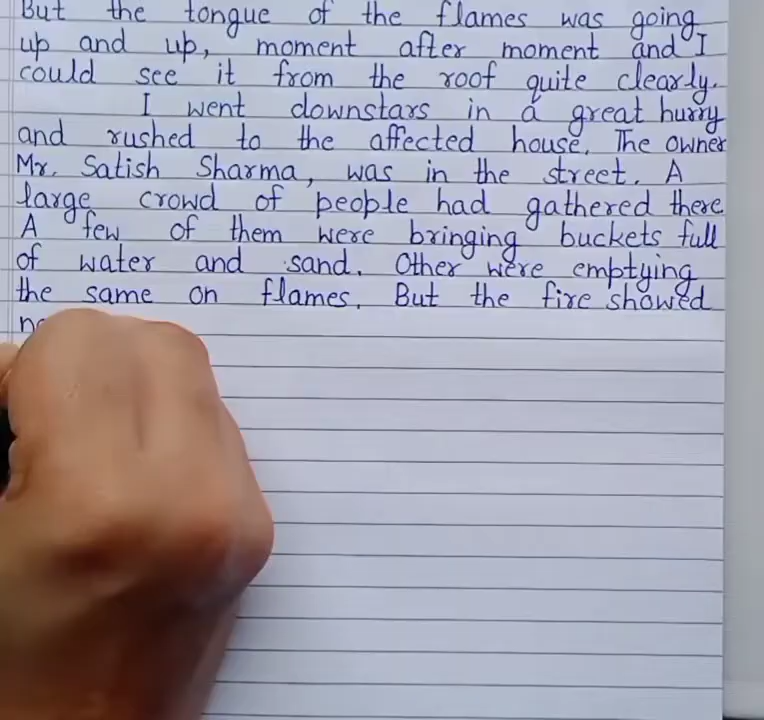 But the tongue of the flames was going
up and up, moment after moment and I
could see it from the roof quite clearly.
I went downstars in a great hurry
and rushed to the affected house. The owner
Mr. Satish Sharma, was in the street. A
large crowd of people had gathered there
A few of them were bringing buckets full
of water and sand. Other were emptying
the same on flames. But the fire showed